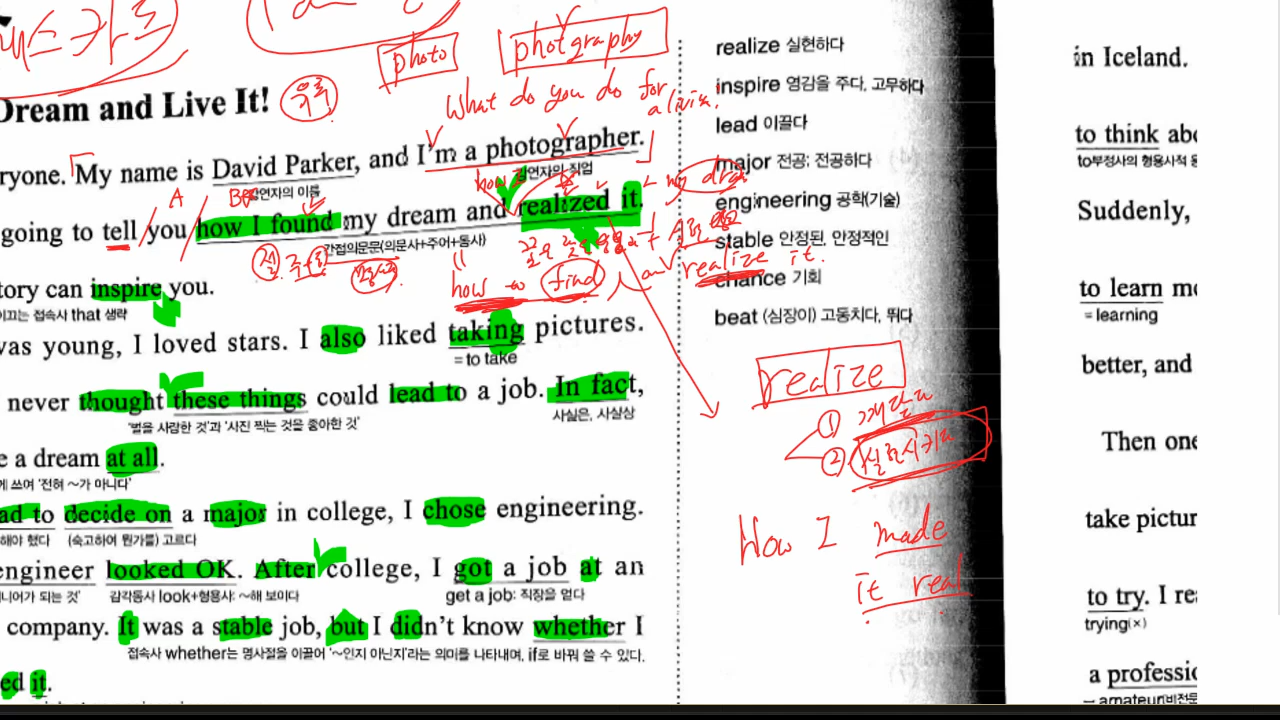 photo
photography
What do you do for
a living.
Dream and Live It!
ryone. My name is David Parker, and I'm a photographer.
강연자의 이름
강연자의 직업
A
going to tell you how I found my dream and realized it.
간접의문문(의문사+주어+동사)
how to find
realize it.
tory can inspire you.
이끄는 접속사 that 생략
was young, I loved stars. I also liked taking pictures.
= to take
never thought these things could lead to a job. In fact,
'별을 사랑한 것'과 '사진 찍는 것을 좋아한 것'
사실은, 사실상
e a dream at all.
께 쓰여 '전혀 ~가 아니다'
ad to decide on a major in college, I chose engineering.
해야 했다
(숙고하여 뭔가를) 고르다
engineer looked OK. After college, I got a job at an
니어가 되는 것'
감각동사 look+형용사: ~해 보이다
get a job: 직장을 얻다
company. It was a stable job, but I didn't know whether I
접속사 whether는 명사절을 이끌어 '~인지 아닌지'라는 의미를 나타내며, if로 바꿔 쓸 수 있다.
ed it.
realize 실현하다
inspire 영감을 주다, 고무하다
lead 이끌다
major 전공; 전공하다
engineering 공학(기술)
stable 안정된, 안정적인
chance 기회
beat (심장이) 고동치다, 뛰다
realize
① 깨닫다
② 실현시키다
How I made
it real
in Iceland.
to think abo
to부정사의 형용사적 용
Suddenly,
to learn me
= learning
better, and
Then one
take pictur
to try. I rea
trying(×)
a professio